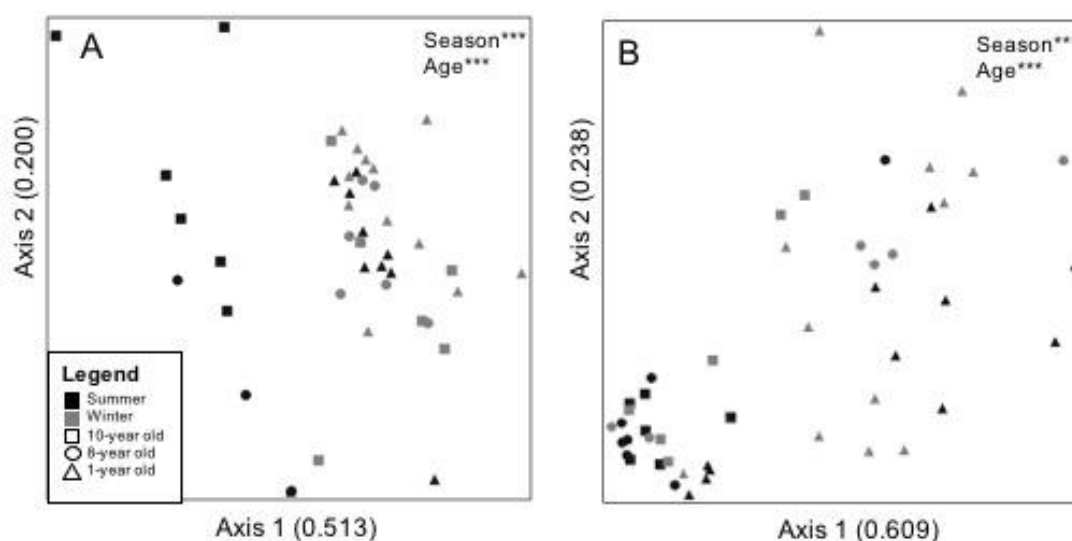 A
Season***
Age***
Axis 2 (0.200)
Legend
Summer
Winter
10-year old
8-year old
1-year old
Axis 1 (0.513)
B
Season**
Age***
Axis 2 (0.238)
Axis 1 (0.609)